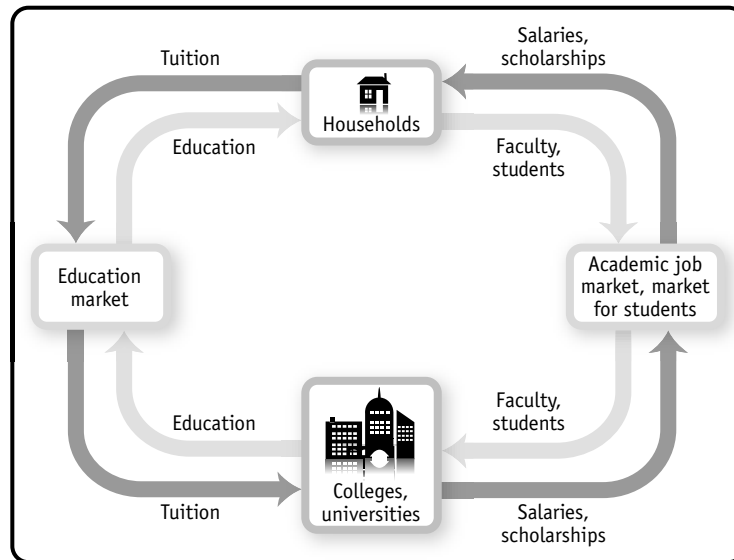 Tuition
Salaries,
scholarships
Households
Education
Faculty,
students
Education
market
Academic job
market, market
for students
Education
Faculty,
students
Colleges,
universities
Tuition
Salaries,
scholarships